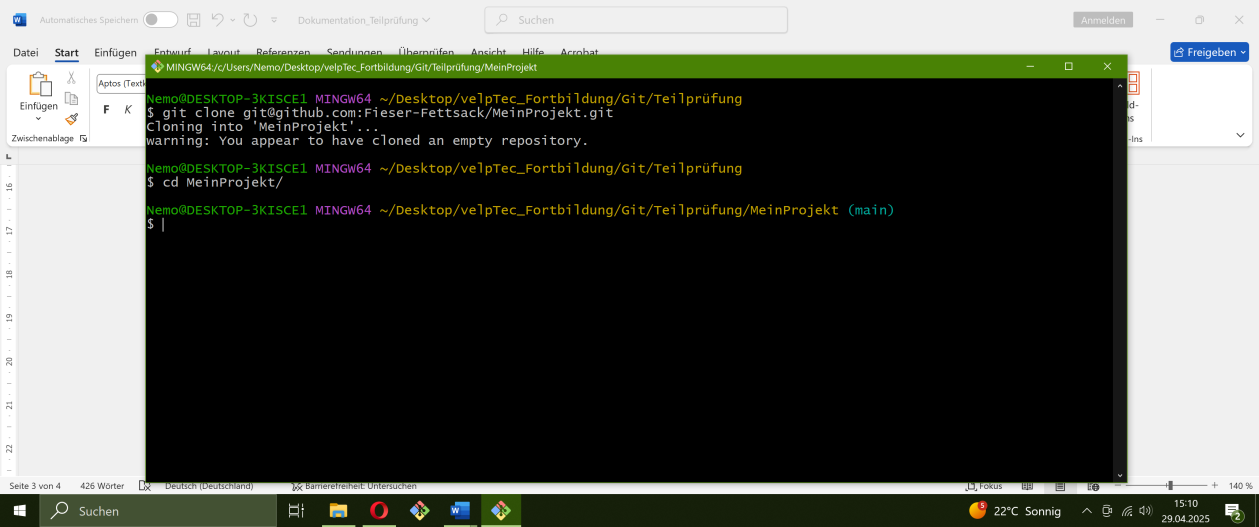 Automatisches Speichern
Dokumentation_Teilprüfung
Suchen
Anmelden
Datei Start Einfügen Entwurf Layout Referenzen Sendungen Überprüfen Ansicht Hilfe Acrobat
Freigeben
Einfügen
Zwischenablage
Aptos (Textk
F K
MINGW64:/c/Users/Nemo/Desktop/velpTec_Fortbildung/Git/Teilprüfung/MeinProjekt
Nemo@DESKTOP-3KISCE1 MINGW64 ~/Desktop/velpTec_Fortbildung/Git/Teilprüfung
$ git clone git@github.com:Fieser-Fettsack/MeinProjekt.git
Cloning into 'MeinProjekt'...
warning: You appear to have cloned an empty repository.
Nemo@DESKTOP-3KISCE1 MINGW64 ~/Desktop/velpTec_Fortbildung/Git/Teilprüfung
$ cd MeinProjekt/
Nemo@DESKTOP-3KISCE1 MINGW64 ~/Desktop/velpTec_Fortbildung/Git/Teilprüfung/MeinProjekt (main)
$
16
17
18
19
20
21
22
Seite 3 von 4 426 Wörter Deutsch (Deutschland) Barrierefreiheit: Untersuchen
Fokus
140 %
Suchen
5
22°C Sonnig
15:10
29.04.2025
2